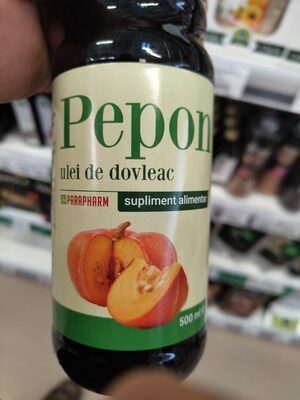 Pepon
ulei de dovleac
PARAPHARM
supliment alimentar
500 ml